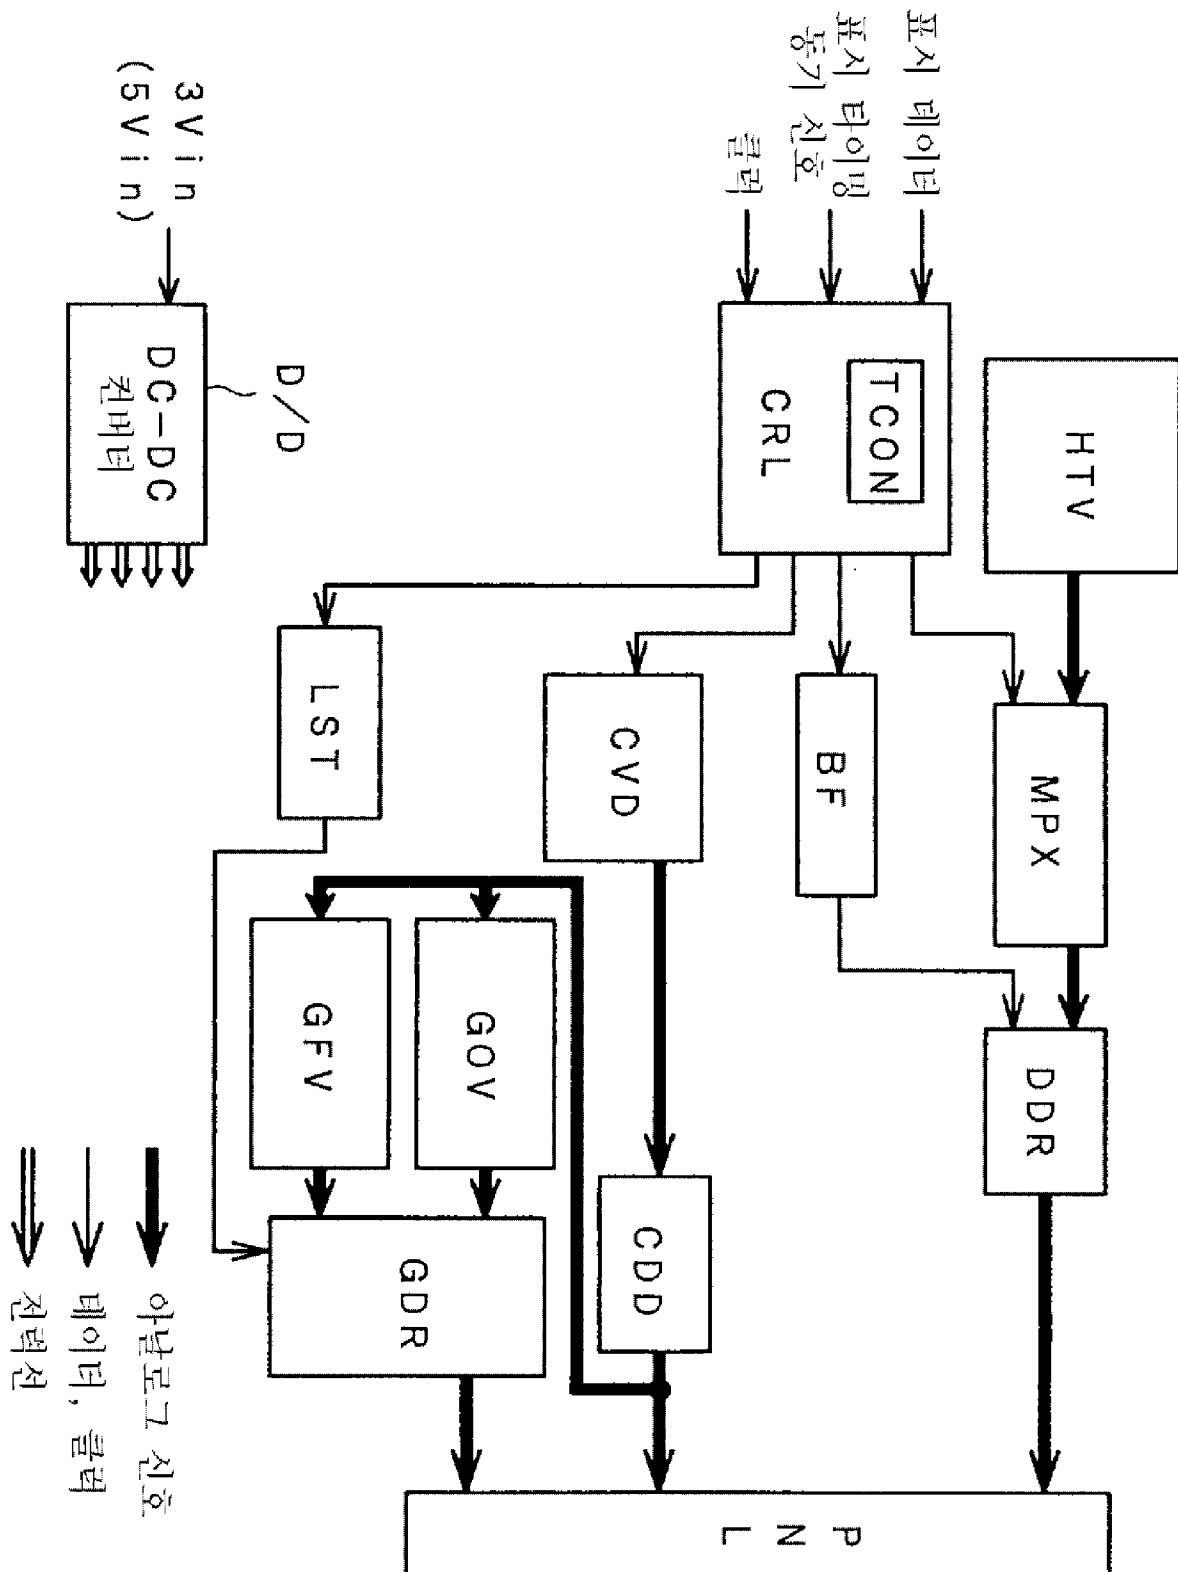 표시 데이터
표시 타이밍
동기 신호
클럭
3Vin
(5Vin)
HTV
TCON
CRL
D/D
DC-DC
컨버터
MPX
BF
CVD
LST
DDR
GOV
GFV
CDD
GDR
PNL
아날로그 신호
데이터, 클럭
전력선